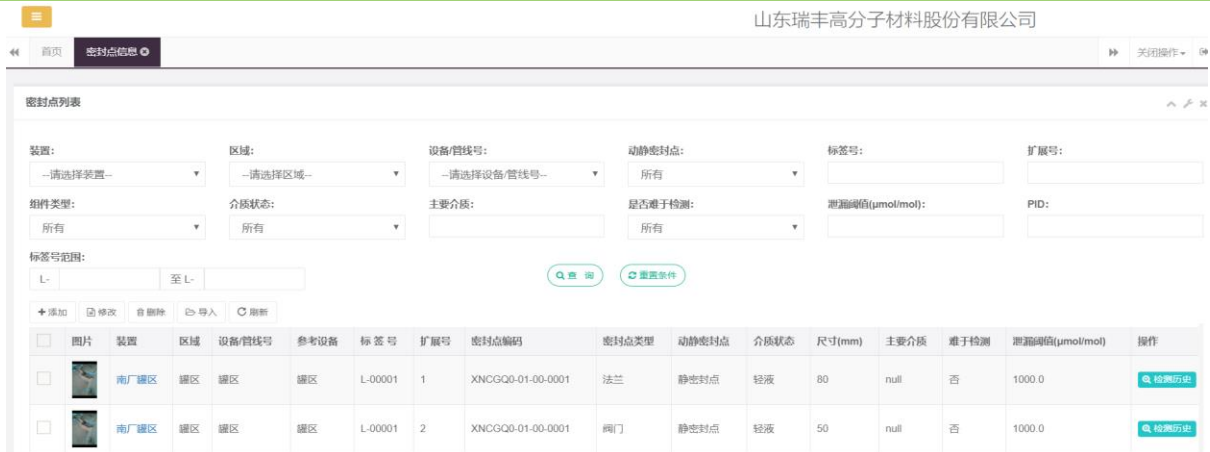 山东瑞丰高分子材料股份有限公司
首页 密封点信息 关闭操作
密封点列表
装置: 区域: 设备/管线号: 动静密封点: 标签号: 扩展号:
--请选择装置-- --请选择区域-- --请选择设备/管线号-- 所有
组件类型: 介质状态: 主要介质: 是否难于检测: 泄漏阈值(μmol/mol): PID:
所有 所有 所有
标签号范围:
L- 至 L- 查 询 重置条件
添加 修改 删除 导入 刷新
图片 装置 区域 设备/管线号 参考设备 标签号 扩展号 密封点编码 密封点类型 动静密封点 介质状态 尺寸(mm) 主要介质 难于检测 泄漏阈值(μmol/mol) 操作
南厂罐区 罐区 罐区 罐区 L-00001 1 XNCGQ0-01-00-0001 法兰 静密封点 轻液 80 null 否 1000.0 检测历史
南厂罐区 罐区 罐区 罐区 L-00001 2 XNCGQ0-01-00-0001 阀门 静密封点 轻液 50 null 否 1000.0 检测历史